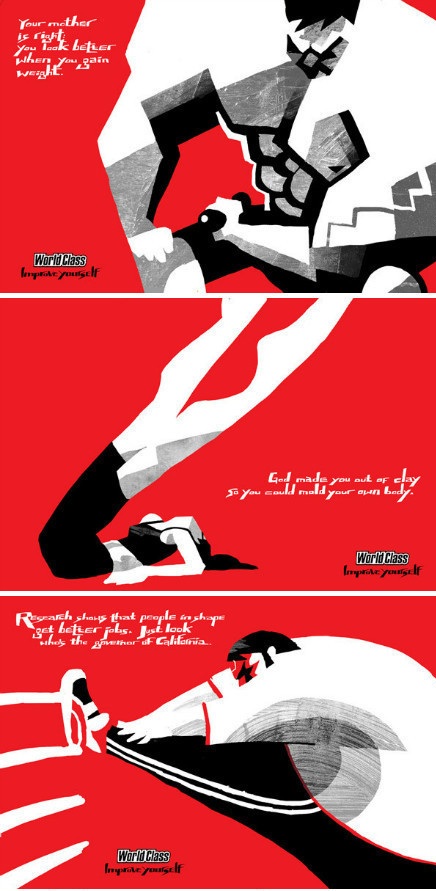 Your mother
is right:
you look better
when you gain
weight.
World Class
Improve yourself
God made you out of clay
so you could mold your own body.
World Class
Improve yourself
Research shows that people in shape
get better jobs. Just look
who's the governor of California.
World Class
Improve yourself